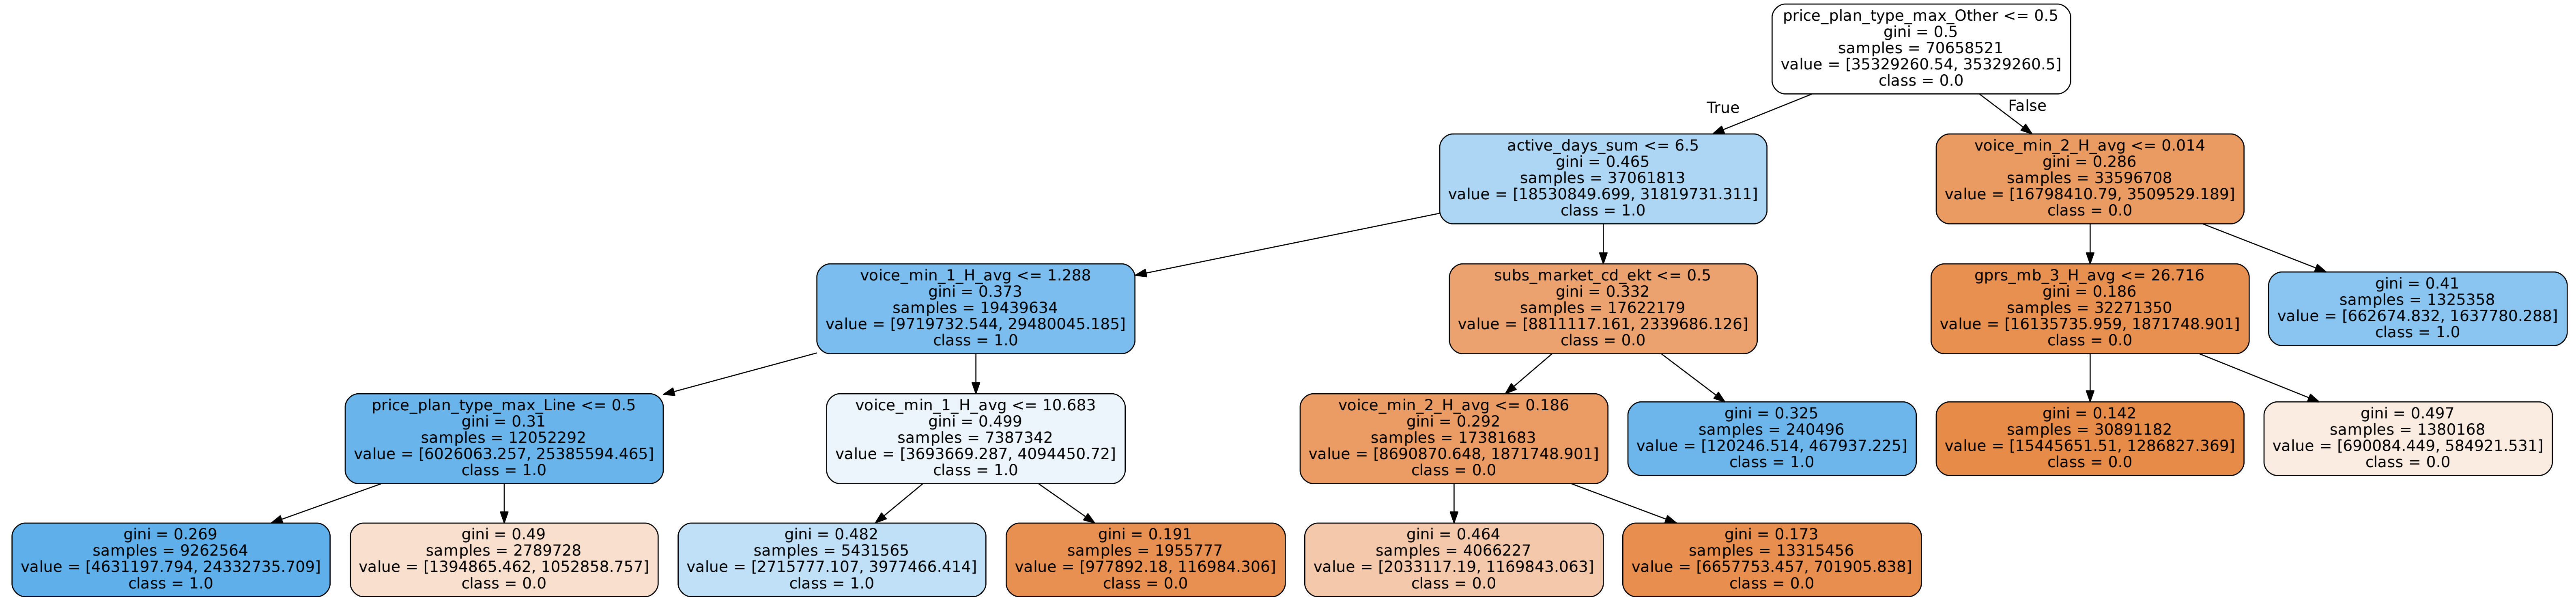 price_plan_type_max_Other <= 0.5
gini = 0.5
samples = 70658521
value = [35329260.54, 35329260.5]
class = 0.0
True
False
active_days_sum <= 6.5
gini = 0.465
samples = 37061813
value = [18530849.699, 31819731.311]
class = 1.0
voice_min_2_H_avg <= 0.014
gini = 0.286
samples = 33596708
value = [16798410.79, 3509529.189]
class = 0.0
voice_min_1_H_avg <= 1.288
gini = 0.373
samples = 19439634
value = [9719732.544, 29480045.185]
class = 1.0
subs_market_cd_ekt <= 0.5
gini = 0.332
samples = 17622179
value = [8811117.161, 2339686.126]
class = 0.0
gprs_mb_3_H_avg <= 26.716
gini = 0.186
samples = 32271350
value = [16135735.959, 1871748.901]
class = 0.0
gini = 0.41
samples = 1325358
value = [662674.832, 1637780.288]
class = 1.0
price_plan_type_max_Line <= 0.5
gini = 0.31
samples = 12052292
value = [6026063.257, 25385594.465]
class = 1.0
voice_min_1_H_avg <= 10.683
gini = 0.499
samples = 7387342
value = [3693669.287, 4094450.72]
class = 1.0
voice_min_2_H_avg <= 0.186
gini = 0.292
samples = 17381683
value = [8690870.648, 1871748.901]
class = 0.0
gini = 0.325
samples = 240496
value = [120246.514, 467937.225]
class = 1.0
gini = 0.142
samples = 30891182
value = [15445651.51, 1286827.369]
class = 0.0
gini = 0.497
samples = 1380168
value = [690084.449, 584921.531]
class = 0.0
gini = 0.269
samples = 9262564
value = [4631197.794, 24332735.709]
class = 1.0
gini = 0.49
samples = 2789728
value = [1394865.462, 1052858.757]
class = 0.0
gini = 0.482
samples = 5431565
value = [2715777.107, 3977466.414]
class = 1.0
gini = 0.191
samples = 1955777
value = [977892.18, 116984.306]
class = 0.0
gini = 0.464
samples = 4066227
value = [2033117.19, 1169843.063]
class = 0.0
gini = 0.173
samples = 13315456
value = [6657753.457, 701905.838]
class = 0.0